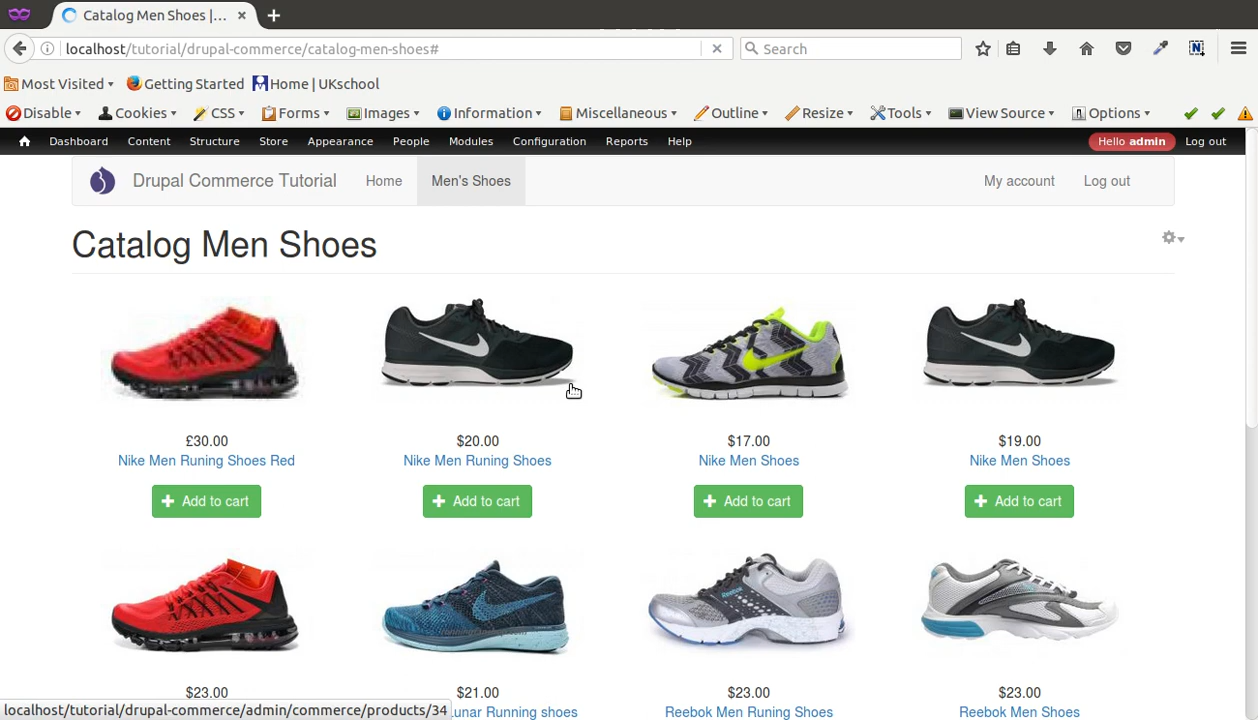 Catalog Men Shoes |...
localhost/tutorial/drupal-commerce/catalog-men-shoes#
Search
Most Visited
Getting Started
Home | UKschool
Disable
Cookies
CSS
Forms
Images
Information
Miscellaneous
Outline
Resize
Tools
View Source
Options
Dashboard
Content
Structure
Store
Appearance
People
Modules
Configuration
Reports
Help
Hello admin
Log out
Drupal Commerce Tutorial
Home
Men's Shoes
My account
Log out
Catalog Men Shoes
£30.00
Nike Men Runing Shoes Red
Add to cart
$20.00
Nike Men Runing Shoes
Add to cart
$17.00
Nike Men Shoes
Add to cart
$19.00
Nike Men Shoes
Add to cart
Reebok
$23.00
$21.00
unar Running shoes
$23.00
Reebok Men Runing Shoes
$23.00
Reebok Men Shoes
localhost/tutorial/drupal-commerce/admin/commerce/products/34